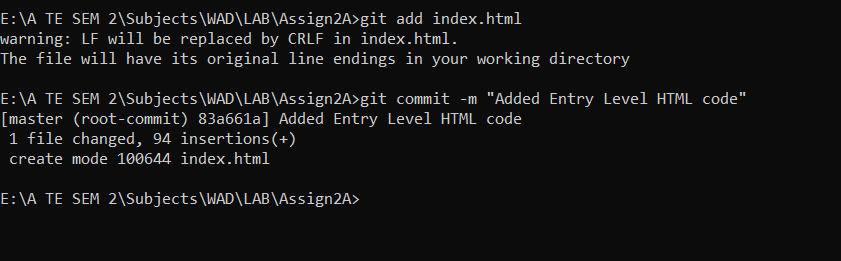 E:\A TE SEM 2\Subjects\WAD\LAB\Assign2A>git add index.html
warning: LF will be replaced by CRLF in index.html.
The file will have its original line endings in your working directory
E:\A TE SEM 2\Subjects\WAD\LAB\Assign2A>git commit -m "Added Entry Level HTML code"
[master (root-commit) 83a661a] Added Entry Level HTML code
 1 file changed, 94 insertions(+)
 create mode 100644 index.html
E:\A TE SEM 2\Subjects\WAD\LAB\Assign2A>